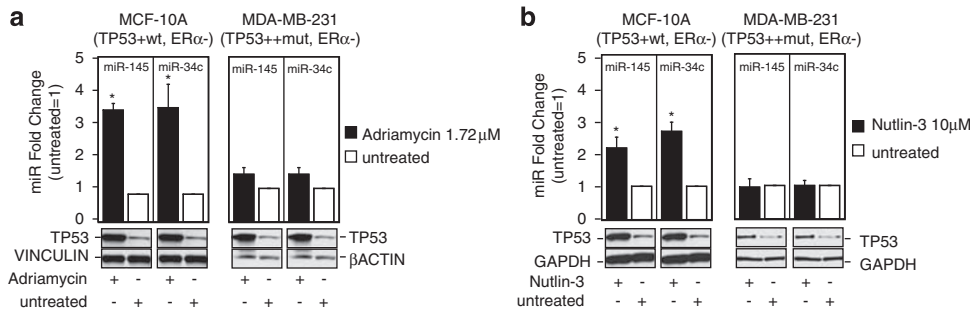 a
MCF-10A
(TP53+wt, ERα-)
MDA-MB-231
(TP53++mut, ERα-)
miR Fold Change
(untreated=1)
5
4
3
2
1
0
miR-145
miR-34c
miR-145
miR-34c
*
*
Adriamycin 1.72μM
untreated
TP53
VINCULIN
TP53
βACTIN
Adriamycin + - + - + - + -
untreated - + - + - + - +
b
MCF-10A
(TP53+wt, ERα-)
MDA-MB-231
(TP53++mut, ERα-)
miR Fold Change
(untreated=1)
5
4
3
2
1
0
miR-145
miR-34c
miR-145
miR-34c
*
*
Nutlin-3 10μM
untreated
TP53
GAPDH
TP53
GAPDH
Nutlin-3 + - + - + - + -
untreated - + - + - + - +